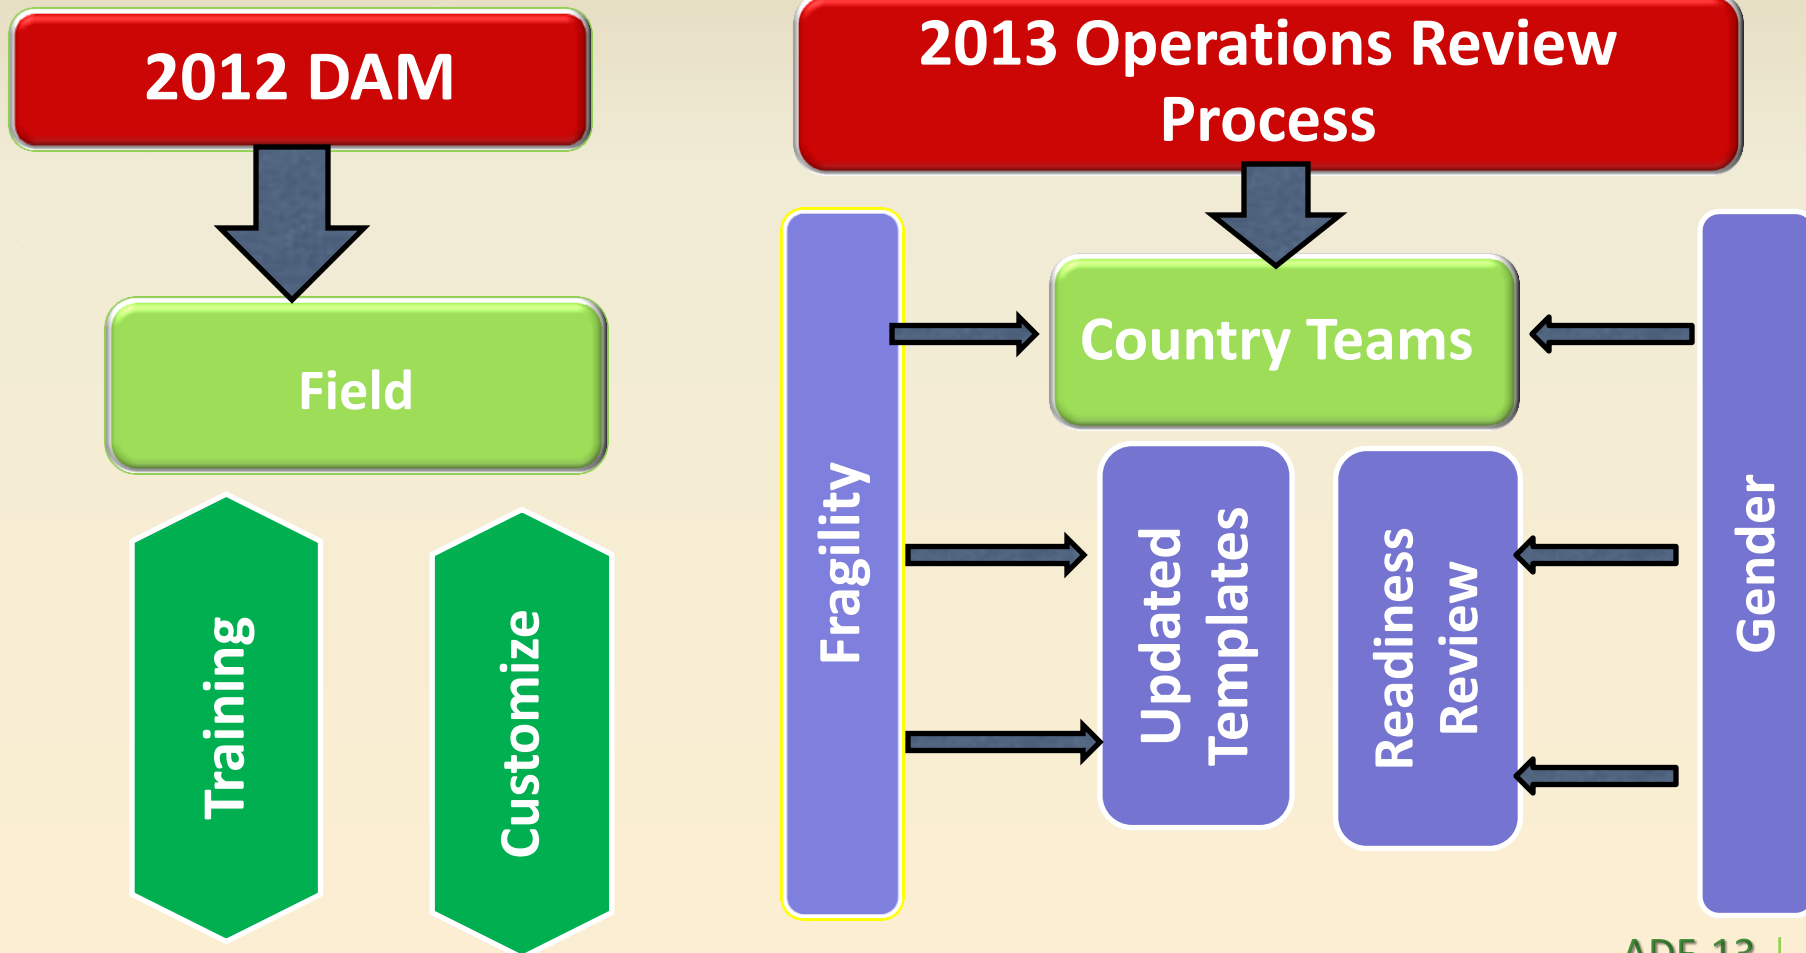 2012 DAM
2013 Operations Review
Process
Field
Country Teams
Training
Customize
Fragility
Updated
Templates
Readiness
Review
Gender